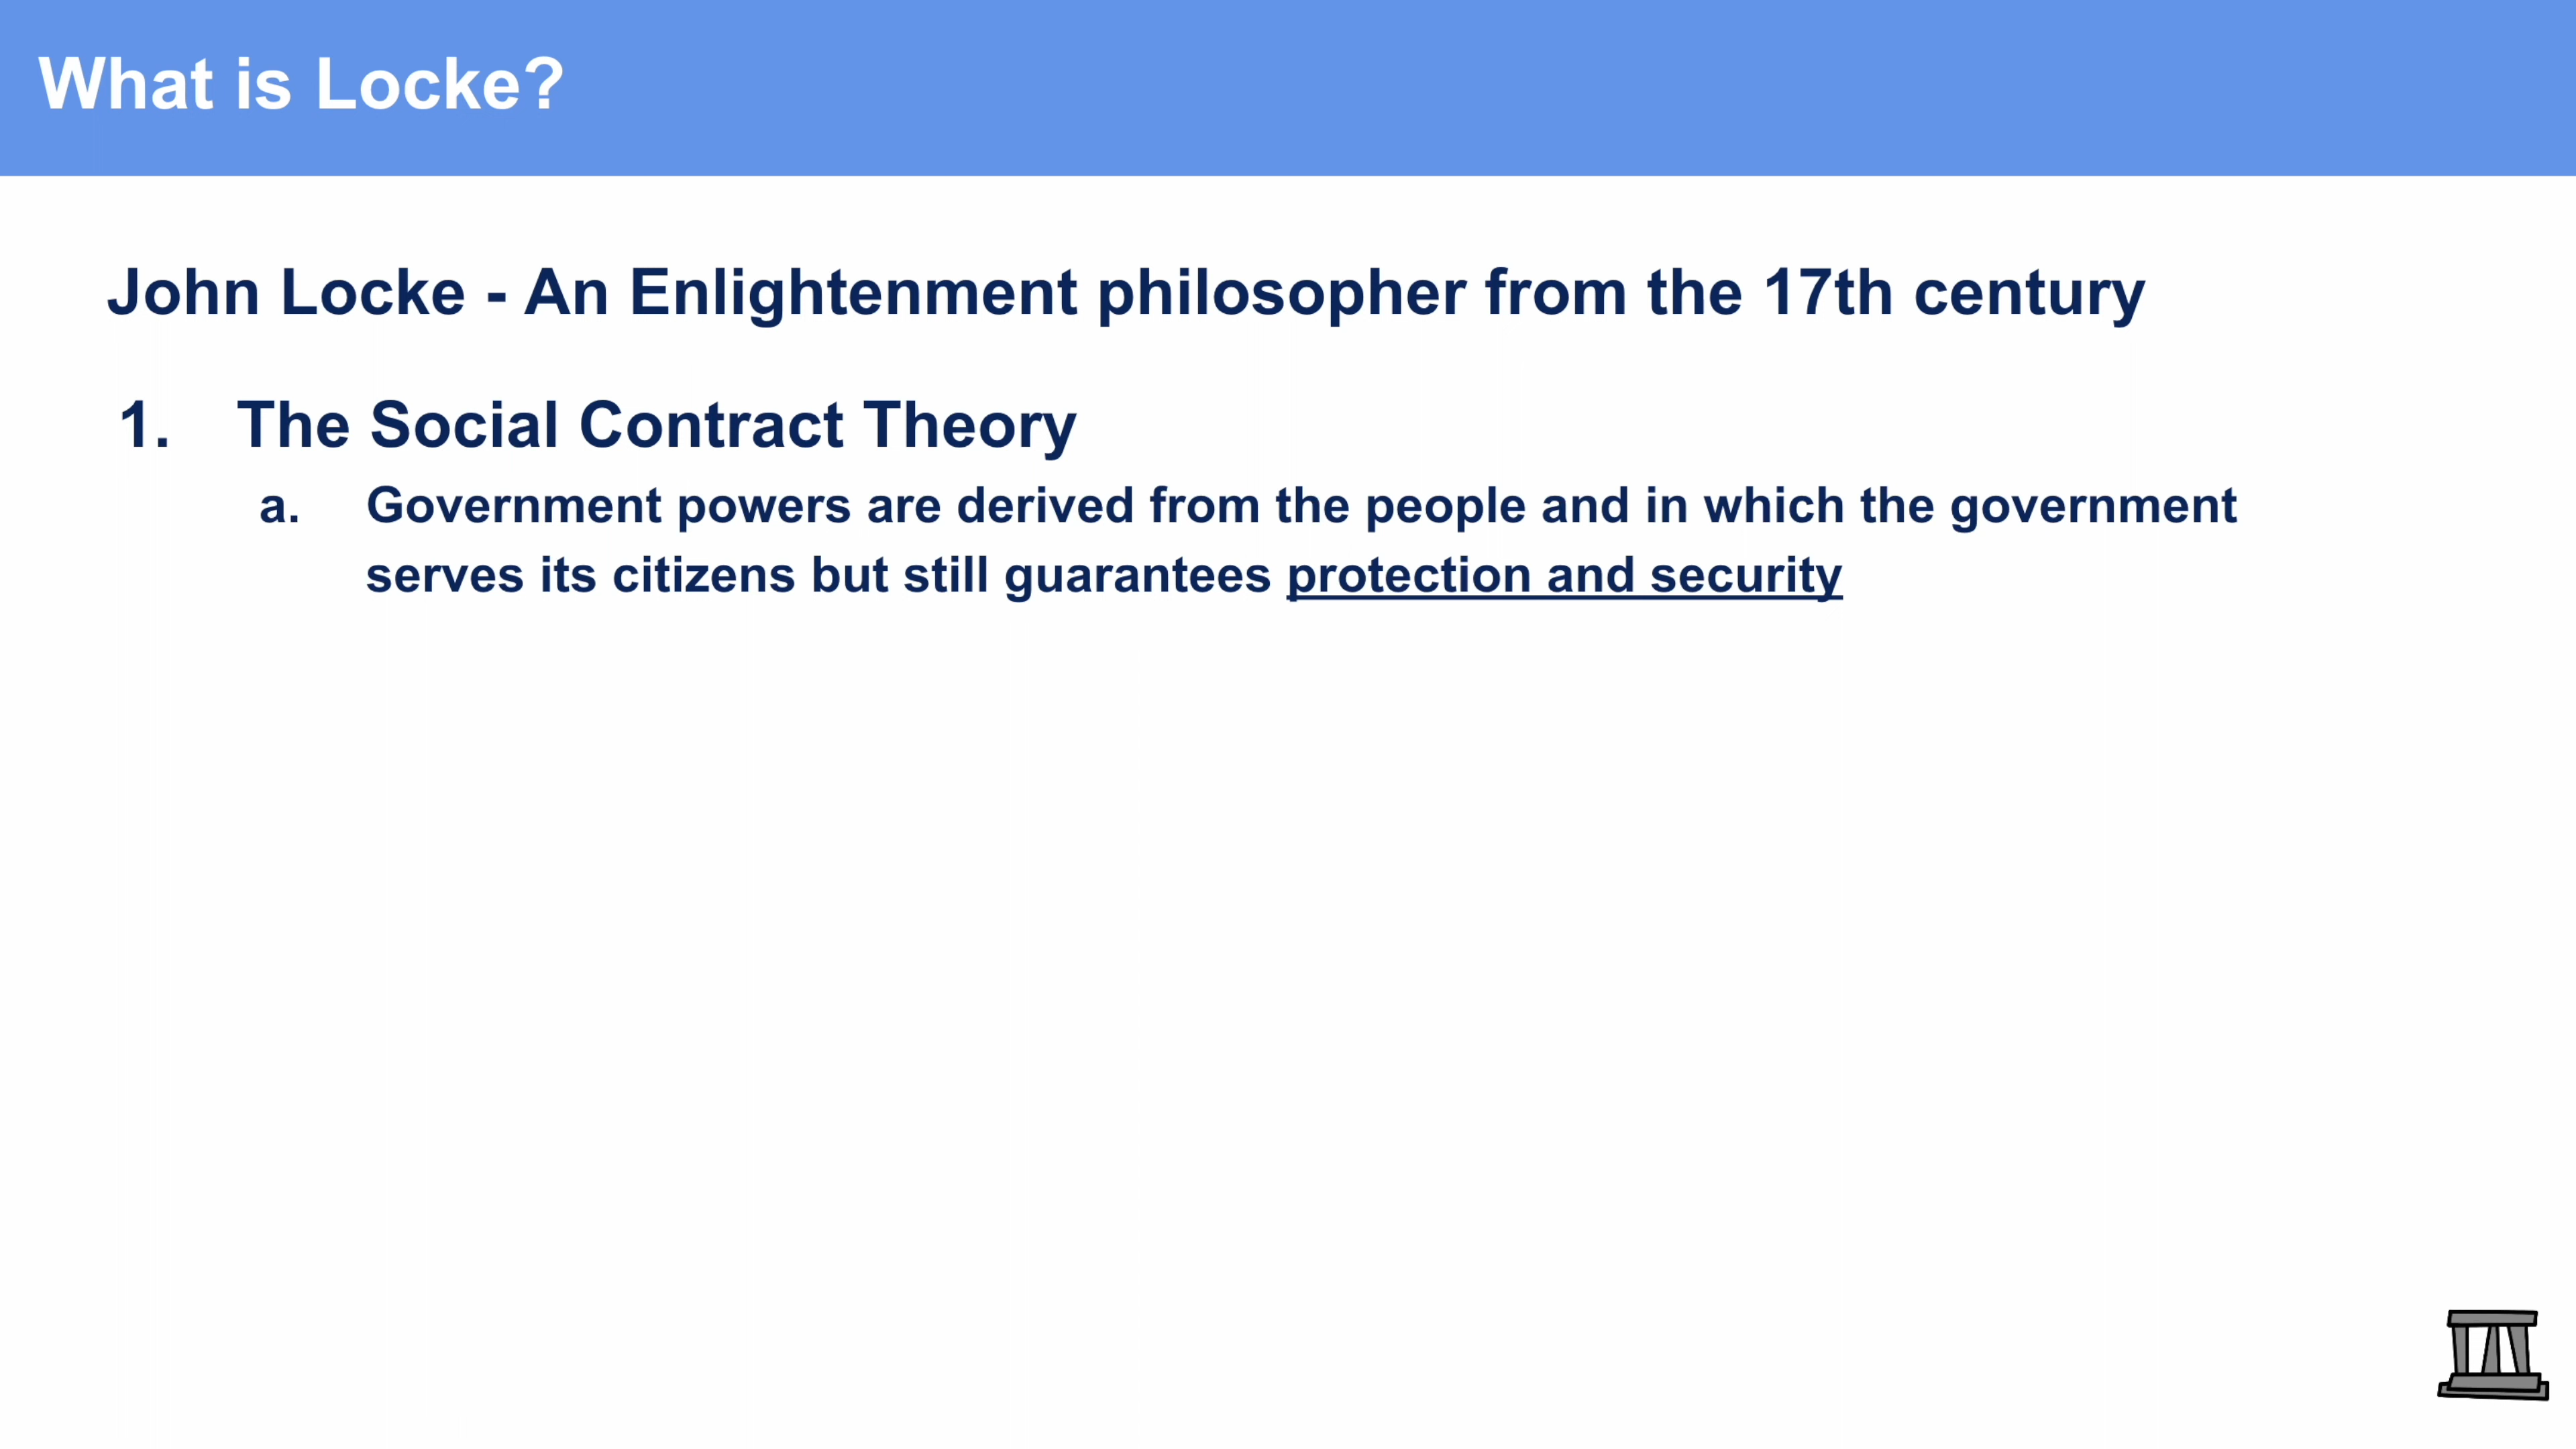 What is Locke?
John Locke - An Enlightenment philosopher from the 17th century
1. The Social Contract Theory
a. Government powers are derived from the people and in which the government
serves its citizens but still guarantees protection and security